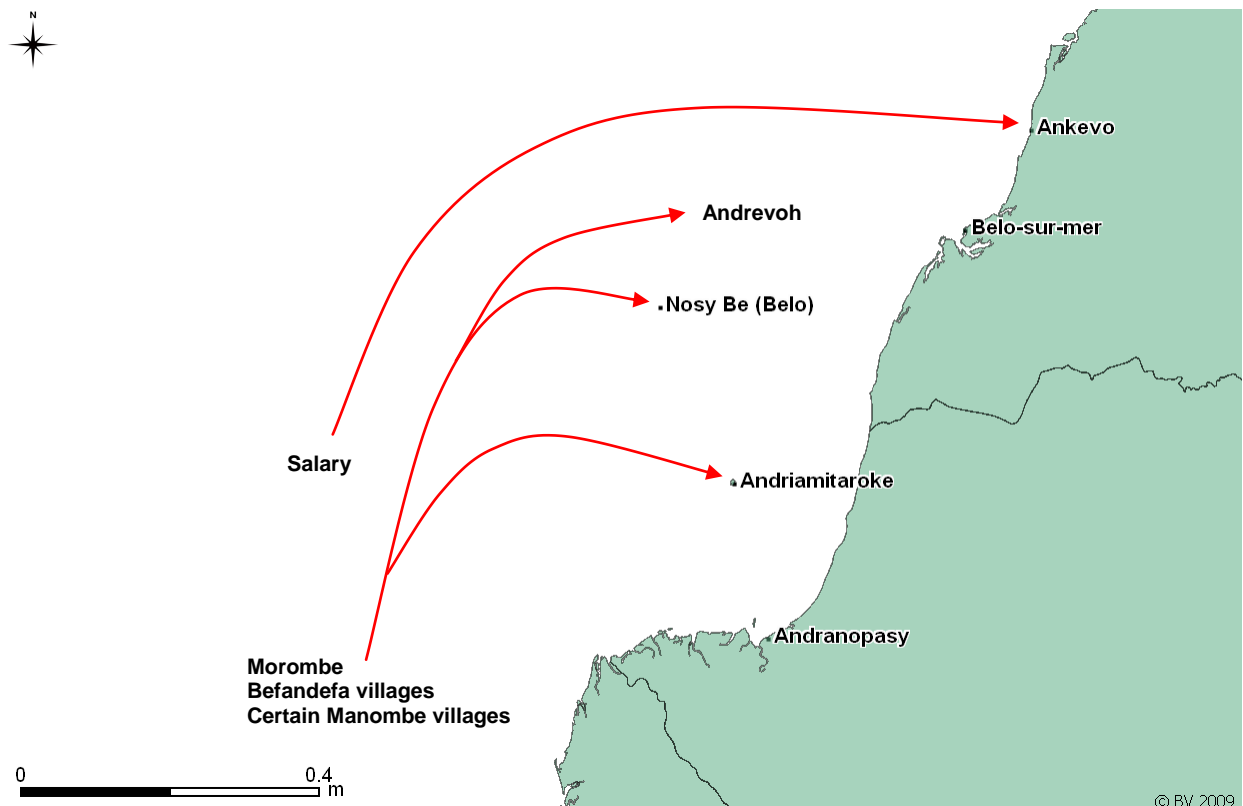 N
Ankevo
Andrevoh
Belo-sur-mer
Nosy Be (Belo)
Salary
Andriamitaroke
Andranopasy
Morombe
Befandefa villages
Certain Manombe villages
0 0.4
m
© BV 2009